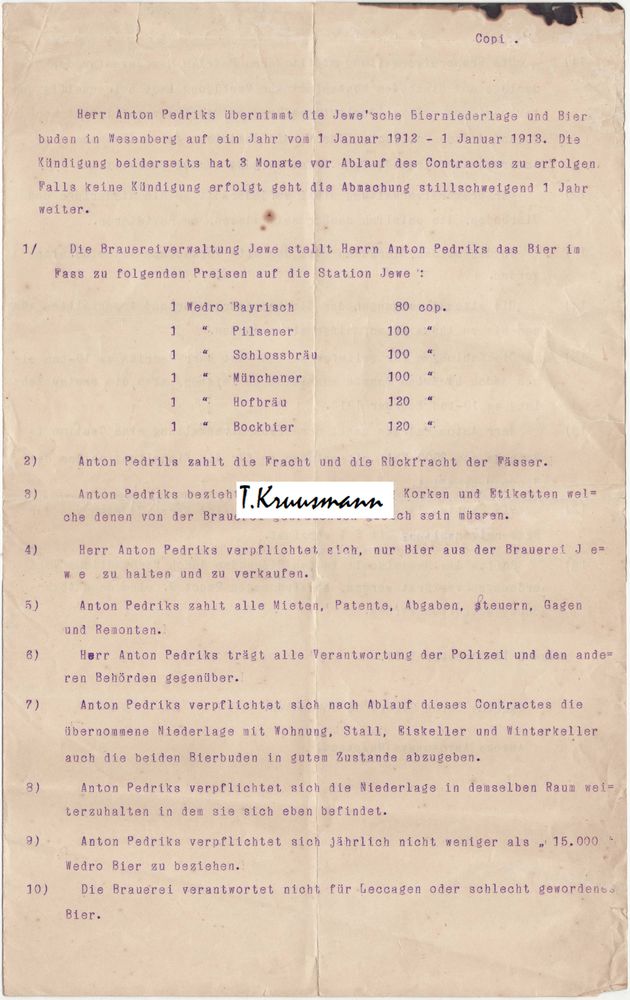 Copi .
Herr Anton Pedriks übernimmt die Jewe'sche Bierniederlage und Bier
buden in Wesenberg auf ein Jahr vom 1 Januar 1912 - 1 Januar 1913. Die
Kündigung beiderseits hat 3 Monate vor Ablauf des Contractes zu erfolgen.
Falls keine Kündigung erfolgt geht die Abmachung stillschweigend 1 Jahr
weiter.
1/ Die Brauereiverwaltung Jewe stellt Herrn Anton Pedriks das Bier im
Fass zu folgenden Preisen auf die Station Jewe :
1 Wedro Bayrisch 80 cop.
1 " Pilsener 100 "
1 " Schlossbräu 100 "
1 " Münchener 100 "
1 " Hofbräu 120 "
1 " Bockbier 120 "
2) Anton Pedrils zahlt die Fracht und die Rückfracht der Fässer.
3) Anton Pedriks bezieht T.Kruusmann Korken und Etiketten wel=
che denen von der Brauerei gleich sein müssen.
4) Herr Anton Pedriks verpflichtet sich, nur Bier aus der Brauerei J e=
w e zu halten und zu verkaufen.
5) Anton Pedriks zahlt alle Mieten, Patente, Abgaben, Steuern, Gagen
und Remonten.
6) Herr Anton Pedriks trägt alle Verantwortung der Polizei und den ande=
ren Behörden gegenüber.
7) Anton Pedriks verpflichtet sich nach Ablauf dieses Contractes die
übernommene Niederlage mit Wohnung, Stall, Eiskeller und Winterkeller
auch die beiden Bierbuden in gutem Zustande abzugeben.
8) Anton Pedriks verpflichtet sich die Niederlage in demselben Raum wei=
terzuhalten in dem sie sich eben befindet.
9) Anton Pedriks verpflichtet sich jährlich nicht weniger als „ 15.000 "
Wedro Bier zu beziehen.
10) Die Brauerei verantwortet nicht für Leccagen oder schlecht gewordenes
Bier.